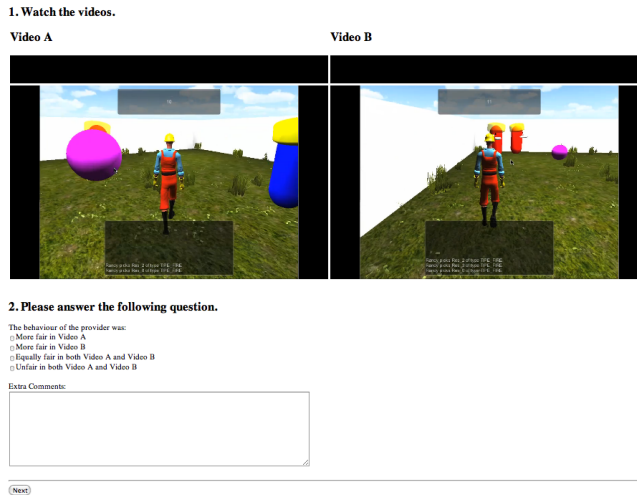 1. Watch the videos.
Video A
Video B
2. Please answer the following question.
The behaviour of the provider was:
More fair in Video A
More fair in Video B
Equally fair in both Video A and Video B
Unfair in both Video A and Video B
Extra Comments:
Next